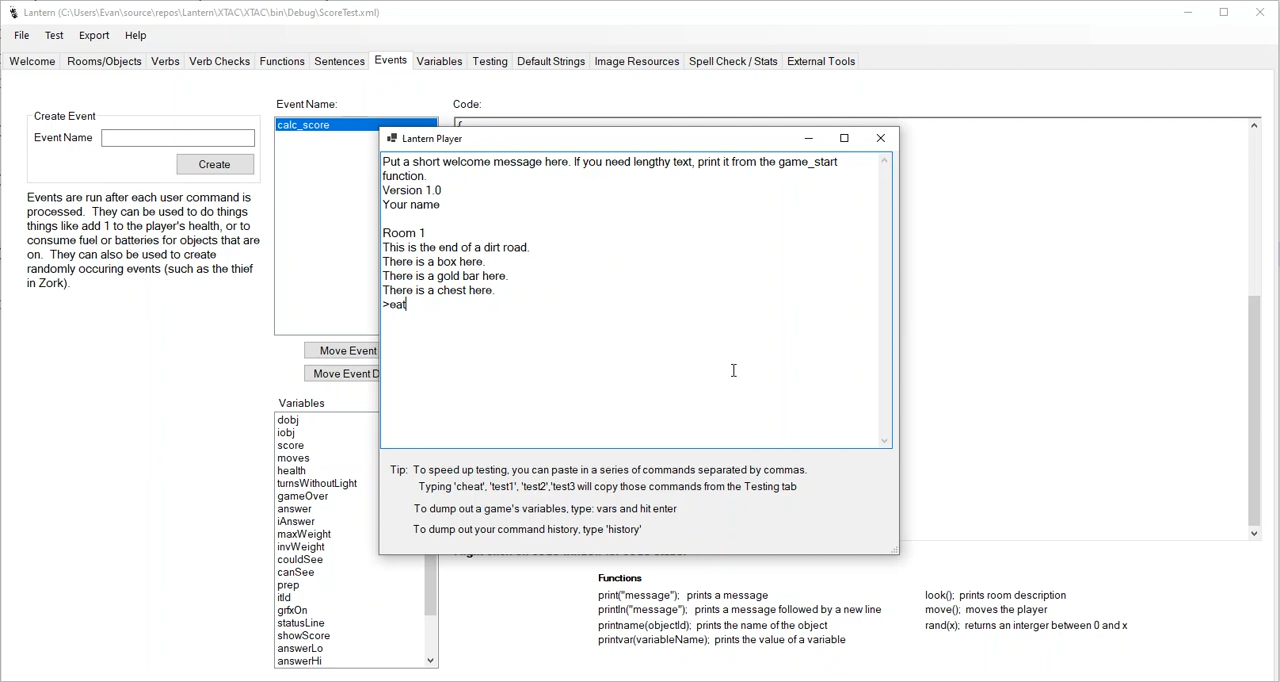 Lantern (C:\Users\Evan\source\repos\Lantern\XTAC\XTAC\bin\Debug\ScoreTest.xml)
File Test Export Help
Welcome Rooms/Objects Verbs Verb Checks Functions Sentences Events Variables Testing Default Strings Image Resources Spell Check / Stats External Tools
Create Event
Event Name
Create
Events are run after each user command is
processed. They can be used to do things
things like add 1 to the player's health, or to
consume fuel or batteries for objects that are
on. They can also be used to create
randomly occuring events (such as the thief
in Zork).
Event Name:
calc_score
Move Event
Move Event D
Variables
dobj
iobj
score
moves
health
turnsWithoutLight
gameOver
answer
iAnswer
maxWeight
invWeight
couldSee
canSee
prep
itId
grfxOn
statusLine
showScore
answerLo
answerHi
Code:
{
Lantern Player
Put a short welcome message here. If you need lengthy text, print it from the game_start
function.
Version 1.0
Your name
Room 1
This is the end of a dirt road.
There is a box here.
There is a gold bar here.
There is a chest here.
>eat
Tip: To speed up testing, you can paste in a series of commands separated by commas.
Typing 'cheat', 'test1', 'test2','test3 will copy those commands from the Testing tab
To dump out a game's variables, type: vars and hit enter
To dump out your command history, type 'history'
Functions
print("message"); prints a message
println("message"); prints a message followed by a new line
printname(objectId); prints the name of the object
printvar(variableName); prints the value of a variable
look(); prints room description
move(); moves the player
rand(x); returns an interger between 0 and x